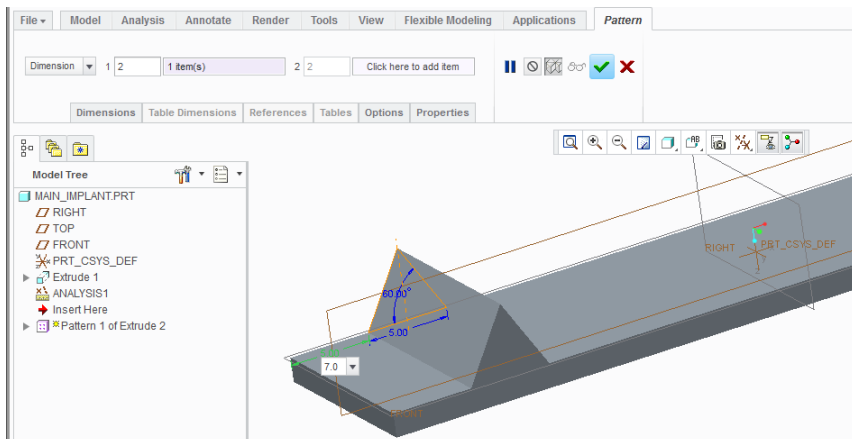 File Model Analysis Annotate Render Tools View Flexible Modeling Applications Pattern
Dimension 1 2 1 item(s) 2 2 Click here to add item
Dimensions Table Dimensions References Tables Options Properties
Model Tree
MAIN_IMPLANT.PRT
RIGHT
TOP
FRONT
PRT_CSYS_DEF
Extrude 1
ANALYSIS1
Insert Here
Pattern 1 of Extrude 2
RIGHT PRT_CSYS_DEF
60.00°
5.00
7.0
FRONT